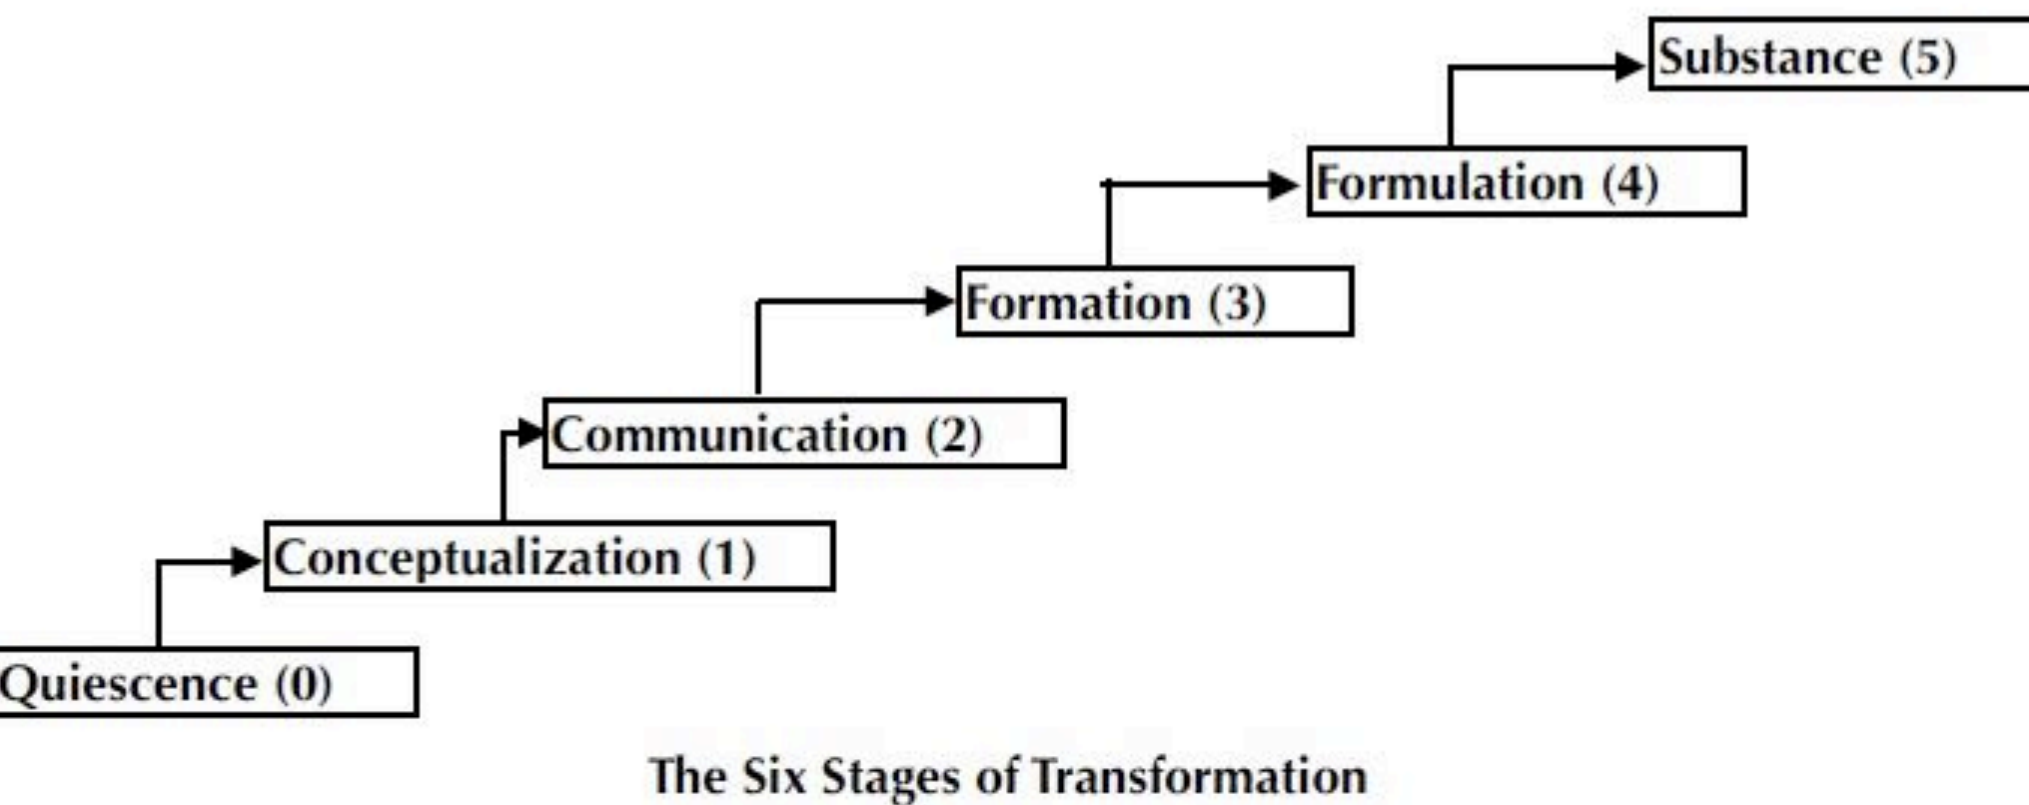 Substance (5)
Formulation (4)
Formation (3)
Communication (2)
Conceptualization (1)
Quiescence (0)
The Six Stages of Transformation